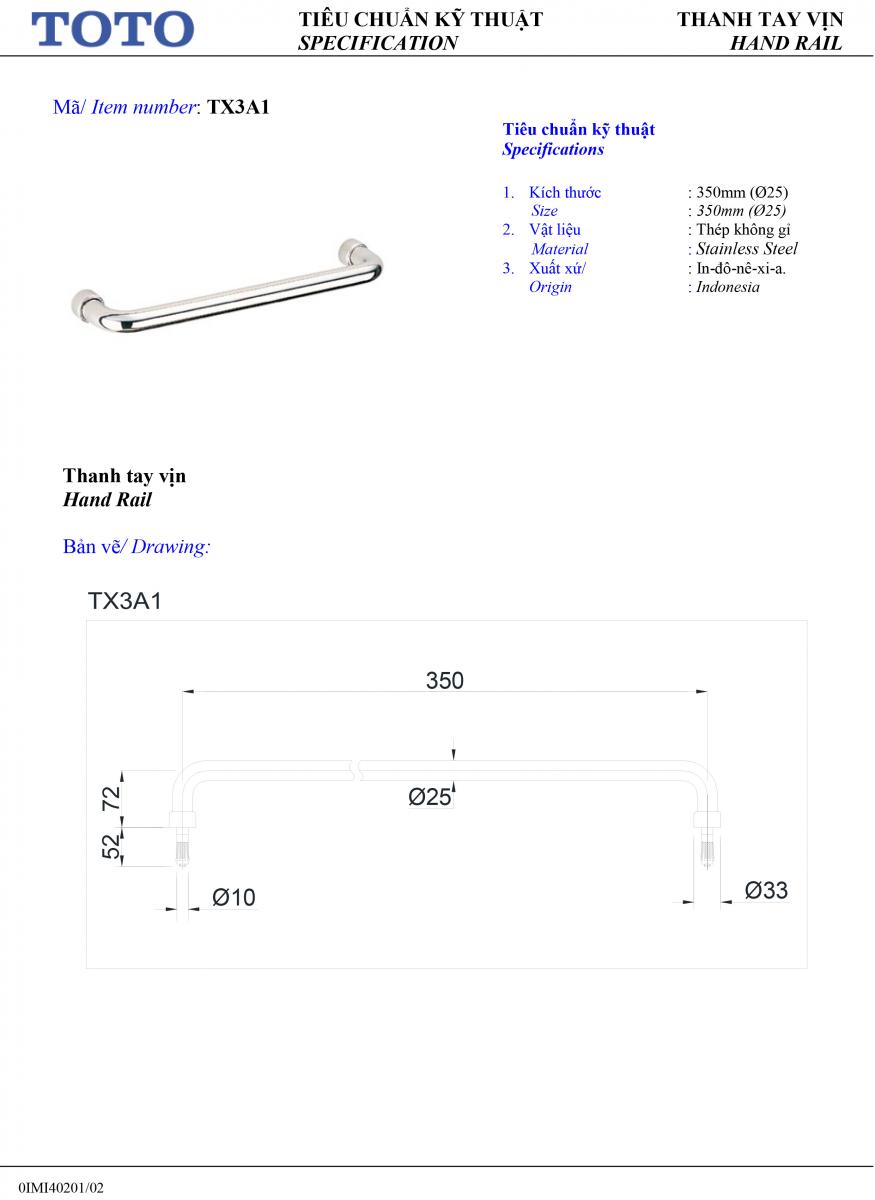 TOTO
TIÊU CHUẨN KỸ THUẬT
SPECIFICATION
THANH TAY VỊN
HAND RAIL
Mã/ Item number: TX3A1
Tiêu chuẩn kỹ thuật
Specifications
1. Kích thước : 350mm (Ø25)
Size : 350mm (Ø25)
2. Vật liệu : Thép không gỉ
Material : Stainless Steel
3. Xuất xứ/ : In-đô-nê-xi-a.
Origin : Indonesia
Thanh tay vịn
Hand Rail
Bản vẽ/ Drawing:
TX3A1
350
Ø25
72
52
Ø10
Ø33
0IMI40201/02